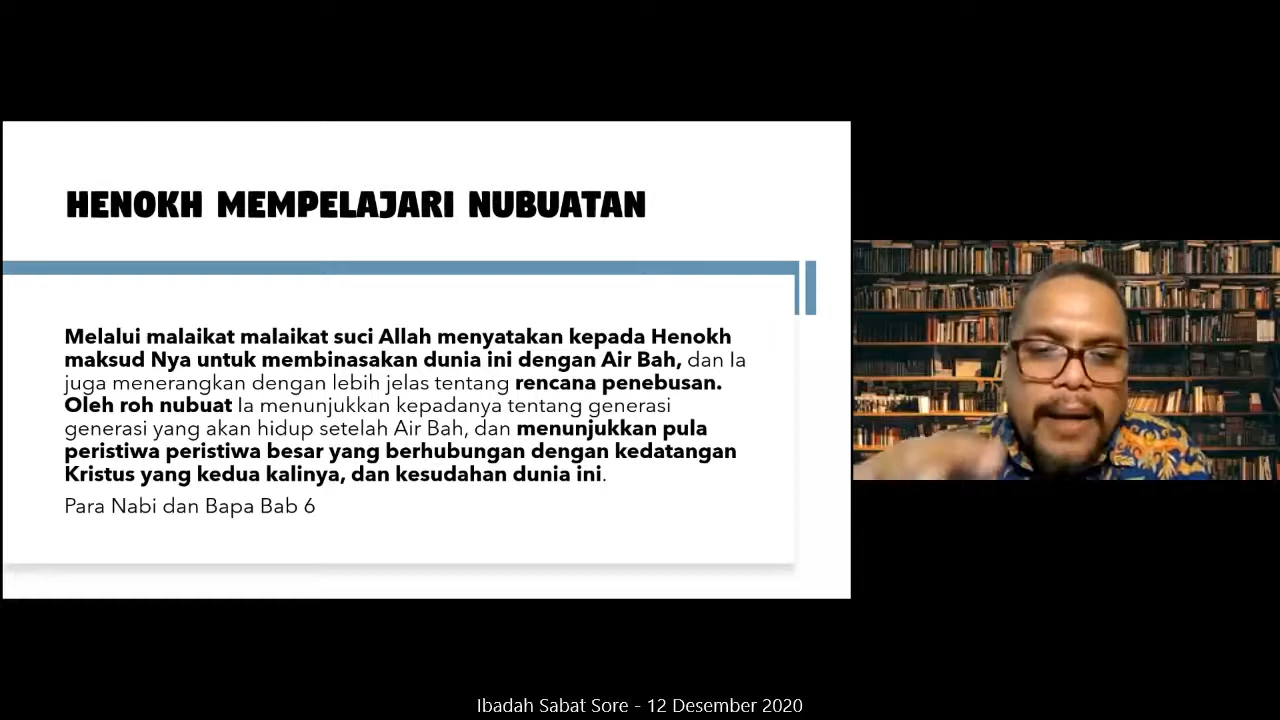 HENOKH MEMPELAJARI NUBUATAN
Melalui malaikat malaikat suci Allah menyatakan kepada Henokh
maksud Nya untuk membinasakan dunia ini dengan Air Bah, dan Ia
juga menerangkan dengan lebih jelas tentang rencana penebusan.
Oleh roh nubuat Ia menunjukkan kepadanya tentang generasi
generasi yang akan hidup setelah Air Bah, dan menunjukkan pula
peristiwa peristiwa besar yang berhubungan dengan kedatangan
Kristus yang kedua kalinya, dan kesudahan dunia ini.
Para Nabi dan Bapa Bab 6
Ibadah Sabat Sore - 12 Desember 2020